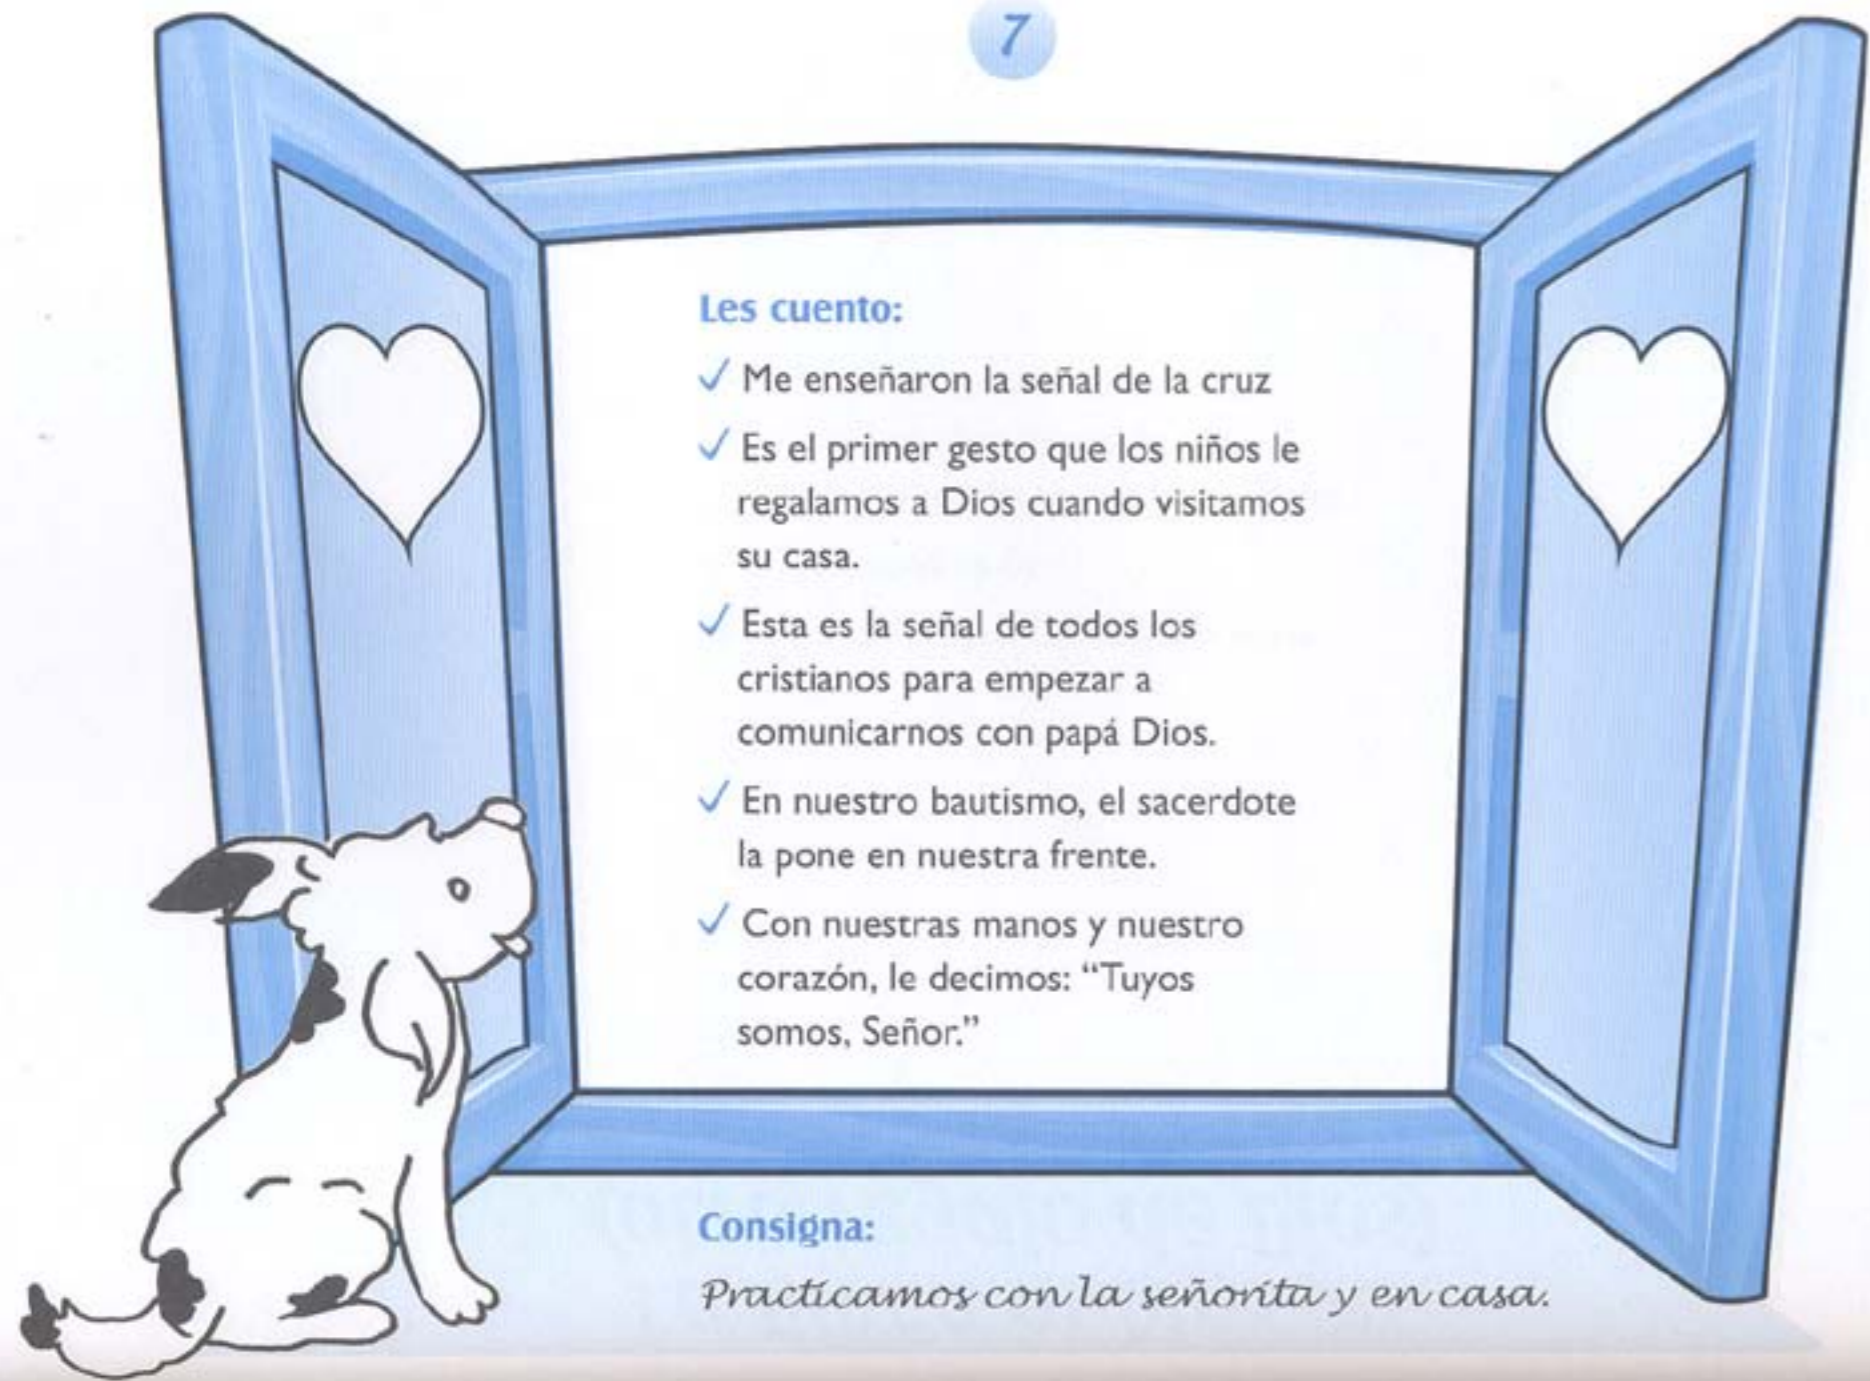 7
Les cuento:
✓ Me enseñaron la señal de la cruz
✓ Es el primer gesto que los niños le
regalamos a Dios cuando visitamos
su casa.
✓ Esta es la señal de todos los
cristianos para empezar a
comunicarnos con papá Dios.
✓ En nuestro bautismo, el sacerdote
la pone en nuestra frente.
✓ Con nuestras manos y nuestro
corazón, le decimos: “Tuyos
somos, Señor.”
Consigna:
Practicamos con la señorita y en casa.